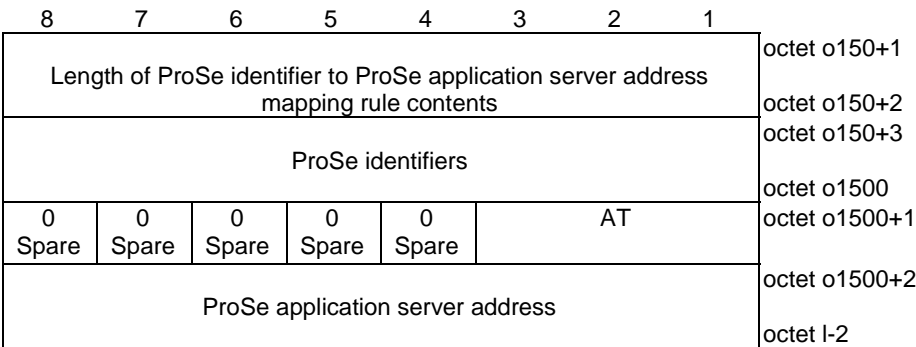 8 7 6 5 4 3 2 1
octet o150+1
Length of ProSe identifier to ProSe application server address
mapping rule contents
octet o150+2
octet o150+3
ProSe identifiers
octet o1500
0 0 0 0 0 AT octet o1500+1
Spare Spare Spare Spare Spare
octet o1500+2
ProSe application server address
octet l-2